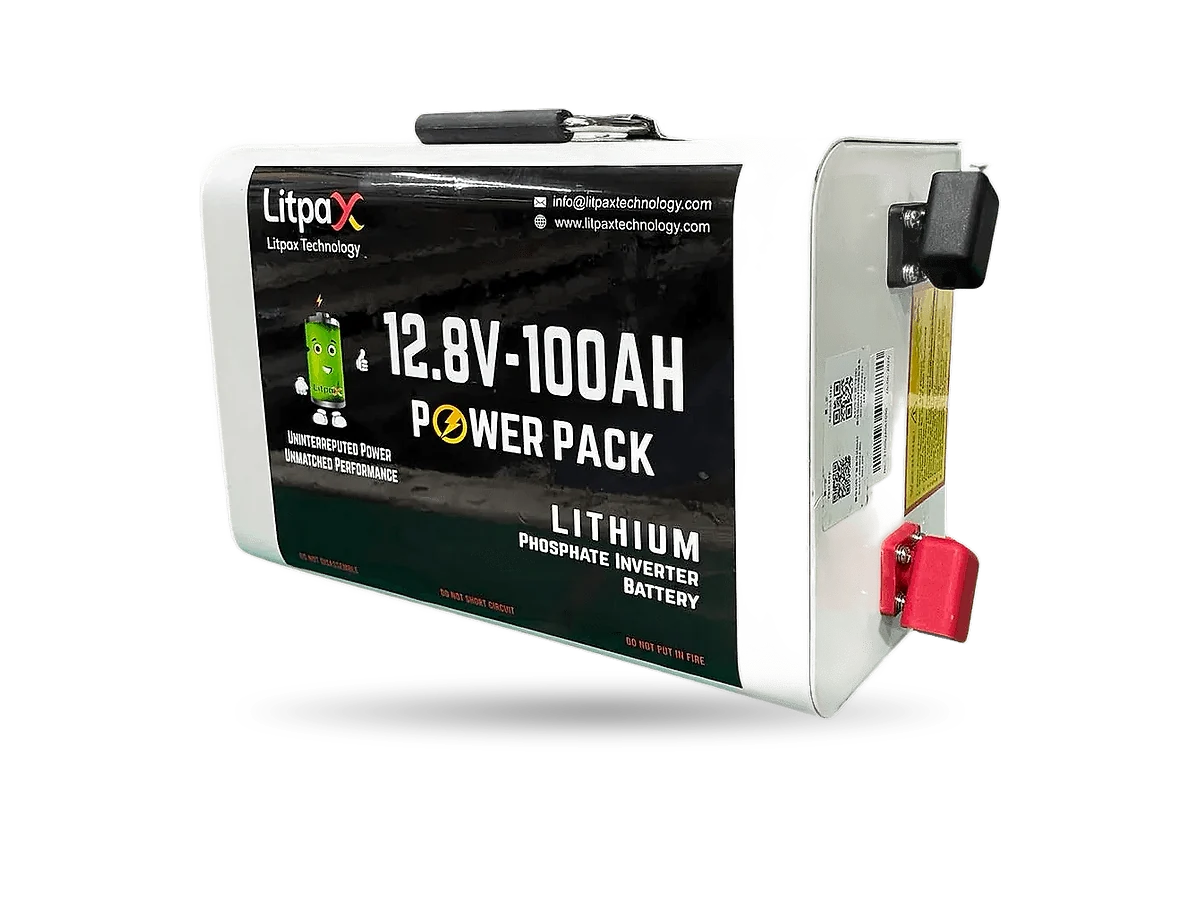 Litpax
Litpax Technology
info@litpaxtechnology.com
www.litpaxtechnology.com
12.8V-100AH
POWER PACK
Litpax
UNINTERREPUTED POWER
UNMATCHED PERFORMANCE
LITHIUM
PHOSPHATE INVERTER
BATTERY
DO NOT DISASSEMBLE
DO NOT SHORT CIRCUIT
DO NOT PUT IN FIRE